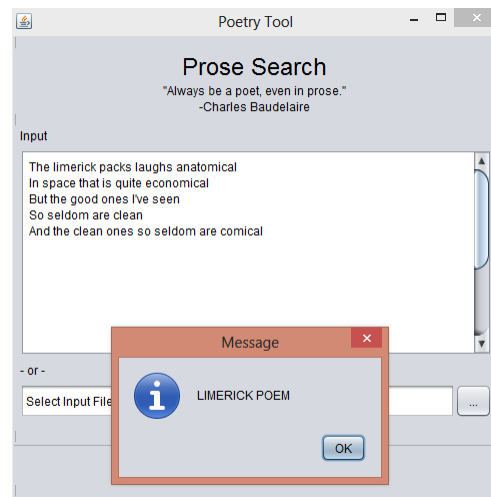 Poetry Tool
Prose Search
"Always be a poet, even in prose."
-Charles Baudelaire
Input
The limerick packs laughs anatomical
In space that is quite economical
But the good ones I've seen
So seldom are clean
And the clean ones so seldom are comical
Message
LIMERICK POEM
OK
- or -
Select Input File
...